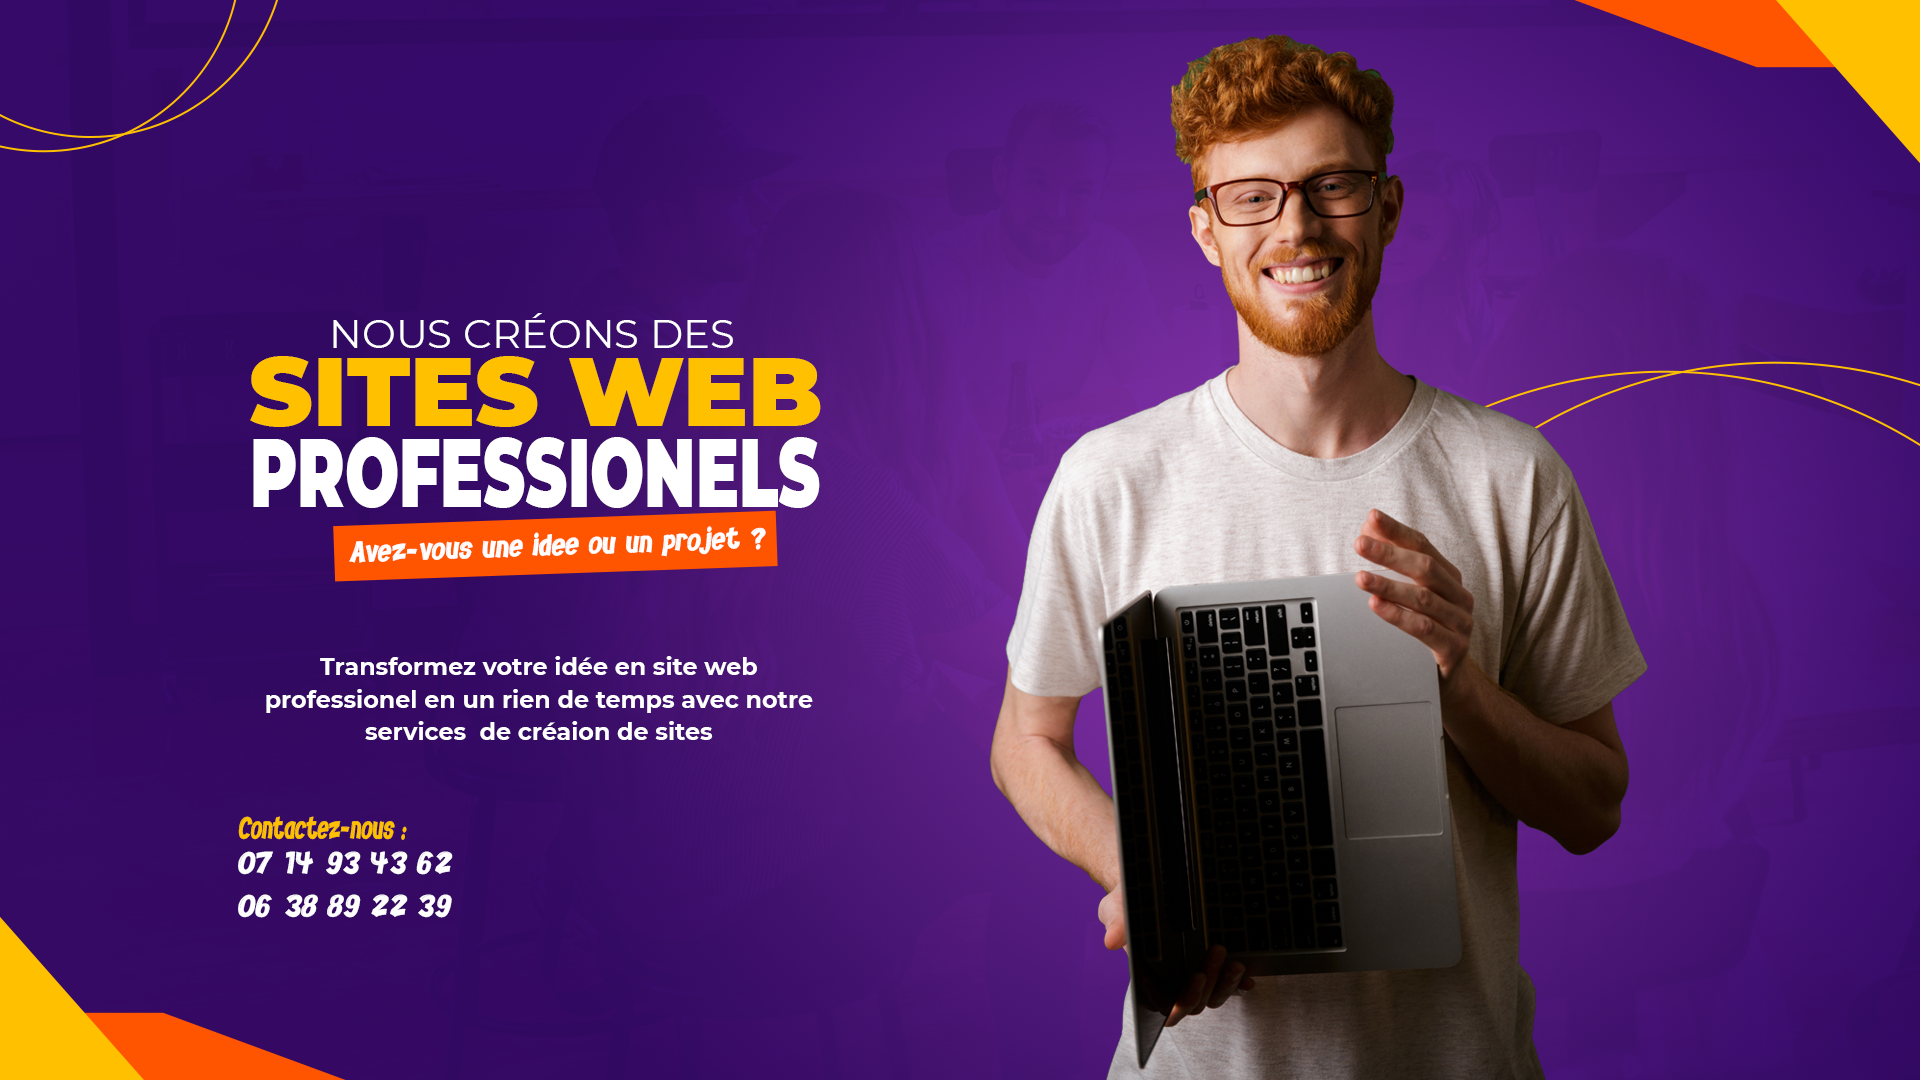 NOUS CRÉONS DES
SITES WEB
PROFESSIONELS
Avez-vous une idee ou un projet ?
Transformez votre idée en site web
professionel en un rien de temps avec notre
services de créaion de sites
Contactez-nous :
07 14 93 43 62
06 38 89 22 39